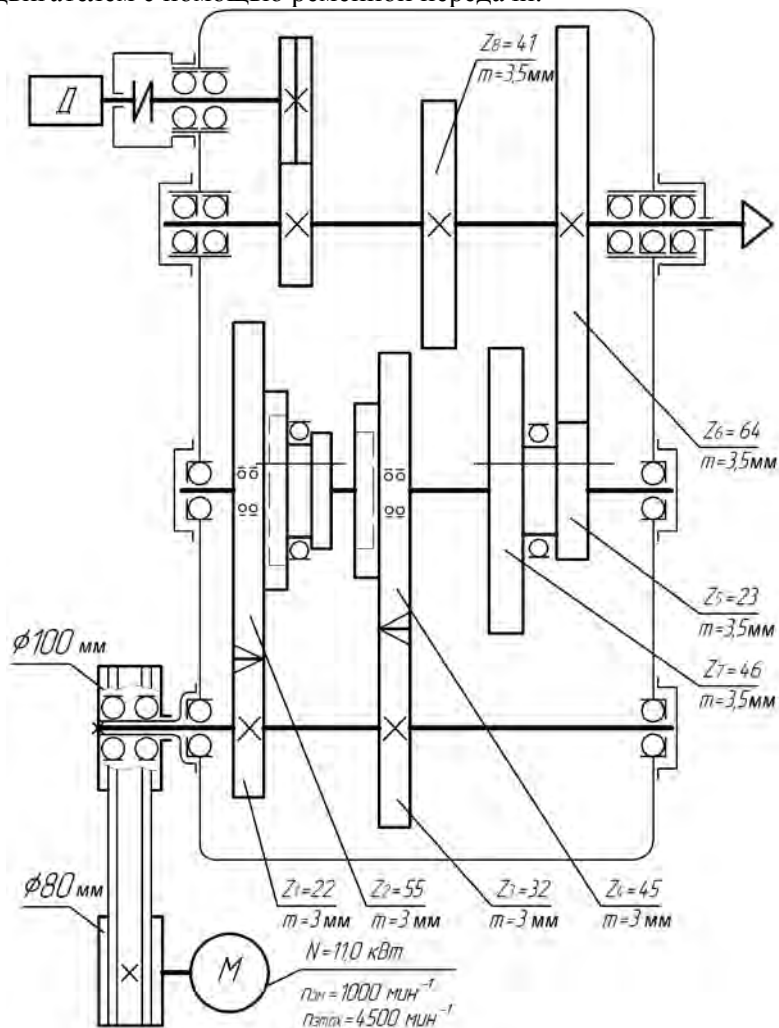 двигателем с помощью ременной передачи.
Z8=41
m=3,5мм
Д
Z6=64
m=3,5мм
Z5=23
m=3,5мм
Z7=46
m=3,5мм
ϕ100 мм
Z1=22
m=3 мм
Z2=55
m=3 мм
Z3=32
m=3 мм
Z4=45
m=3 мм
ϕ80 мм
М
N=11,0 кВт
nэн=1000 мин⁻¹
nэmax=4500 мин⁻¹